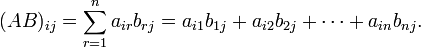 (AB)_{ij} = \sum_{r=1}^{n} a_{ir}b_{rj} = a_{i1}b_{1j} + a_{i2}b_{2j} + \cdots + a_{in}b_{nj}.